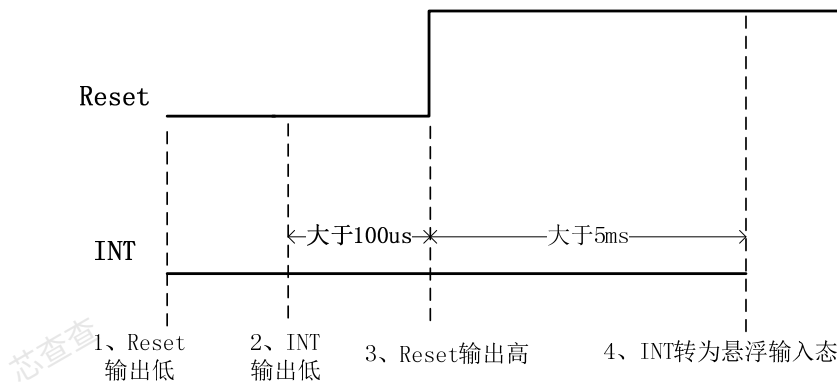 Reset
大于100us
大于5ms
INT
1、Reset
输出低
2、INT
输出低
3、Reset输出高
4、INT转为悬浮输入态
芯查查